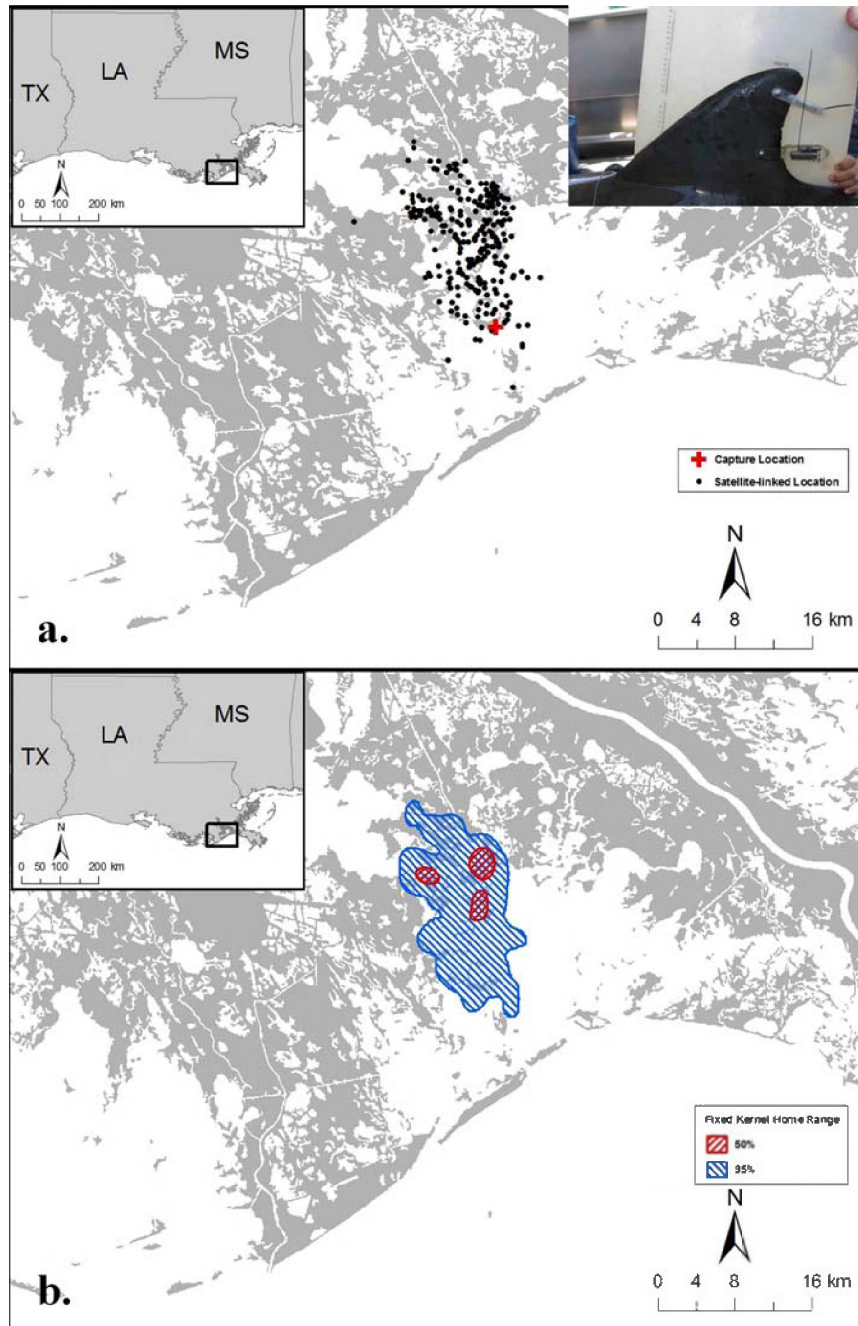 TX
LA
MS
N
0 50 100 200 km
Capture Location
Satellite-linked Location
N
0 4 8 16 km
a.
TX
LA
MS
N
0 50 100 200 km
Fixed Kernel Home Range
50%
95%
N
0 4 8 16 km
b.